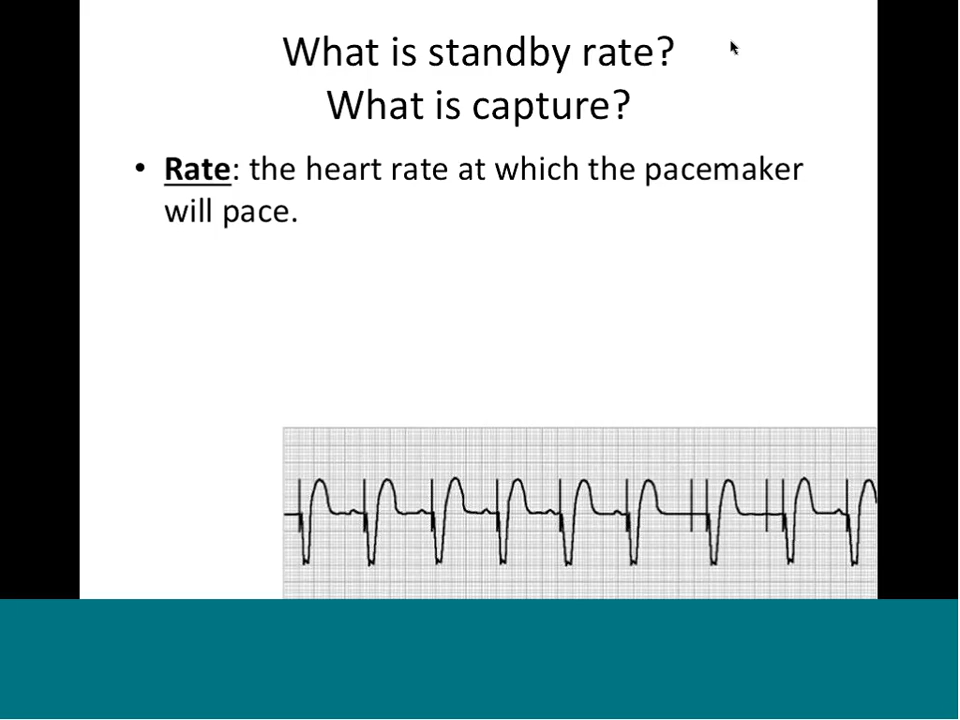 What is standby rate?
What is capture?
• Rate: the heart rate at which the pacemaker
will pace.